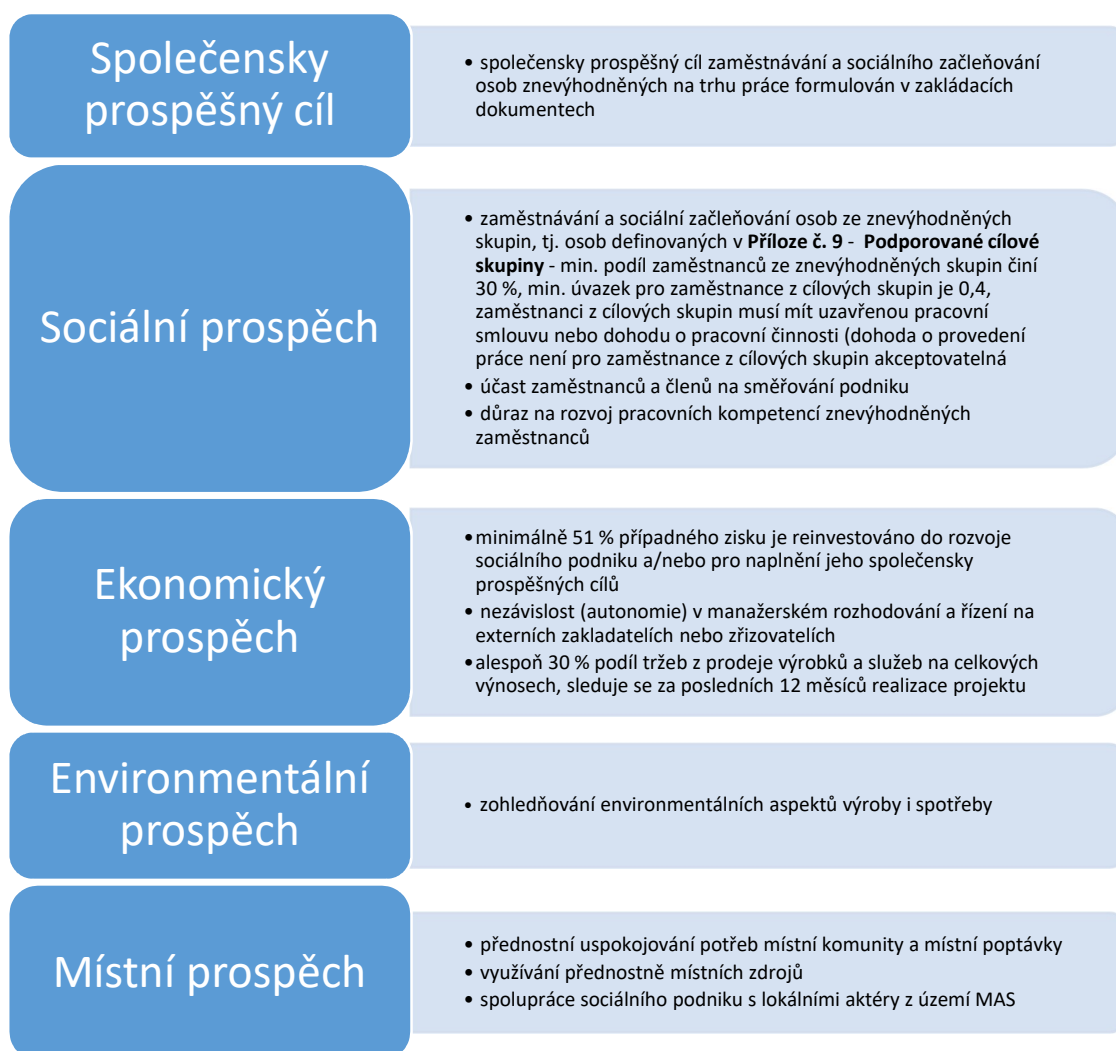 Společensky
prospěšný cíl
• společensky prospěšný cíl zaměstnávání a sociálního začleňování
osob znevýhodněných na trhu práce formulován v zakládacích
dokumentech
Sociální prospěch
• zaměstnávání a sociální začleňování osob ze znevýhodněných
skupin, tj. osob definovaných v Příloze č. 9 - Podporované cílové
skupiny - min. podíl zaměstnanců ze znevýhodněných skupin činí
30 %, min. úvazek pro zaměstnance z cílových skupin je 0,4,
zaměstnanci z cílových skupin musí mít uzavřenou pracovní
smlouvu nebo dohodu o pracovní činnosti (dohoda o provedení
práce není pro zaměstnance z cílových skupin akceptovatelná
• účast zaměstnanců a členů na směřování podniku
• důraz na rozvoj pracovních kompetencí znevýhodněných
zaměstnanců
Ekonomický
prospěch
•minimálně 51 % případného zisku je reinvestováno do rozvoje
sociálního podniku a/nebo pro naplnění jeho společensky
prospěšných cílů
• nezávislost (autonomie) v manažerském rozhodování a řízení na
externích zakladatelích nebo zřizovatelích
•alespoň 30 % podíl tržeb z prodeje výrobků a služeb na celkových
výnosech, sleduje se za posledních 12 měsíců realizace projektu
Environmentální
prospěch
• zohledňování environmentálních aspektů výroby i spotřeby
Místní prospěch
• přednostní uspokojování potřeb místní komunity a místní poptávky
• využívání přednostně místních zdrojů
• spolupráce sociálního podniku s lokálními aktéry z území MAS